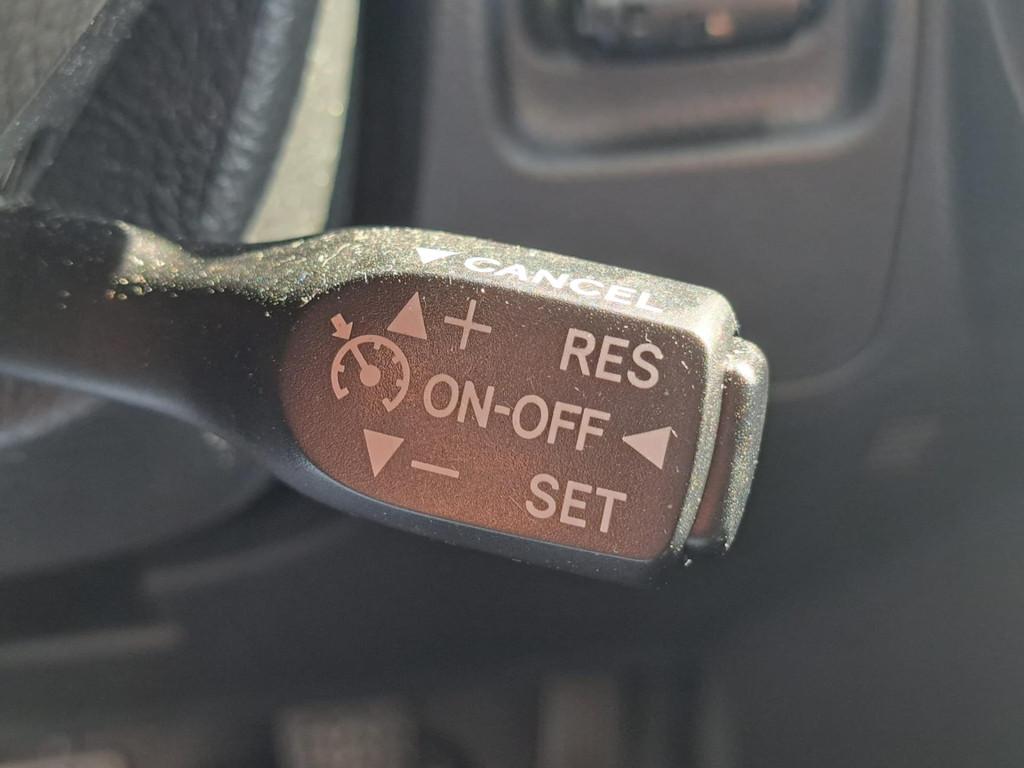 CANCEL
+ RES
ON-OFF
— SET